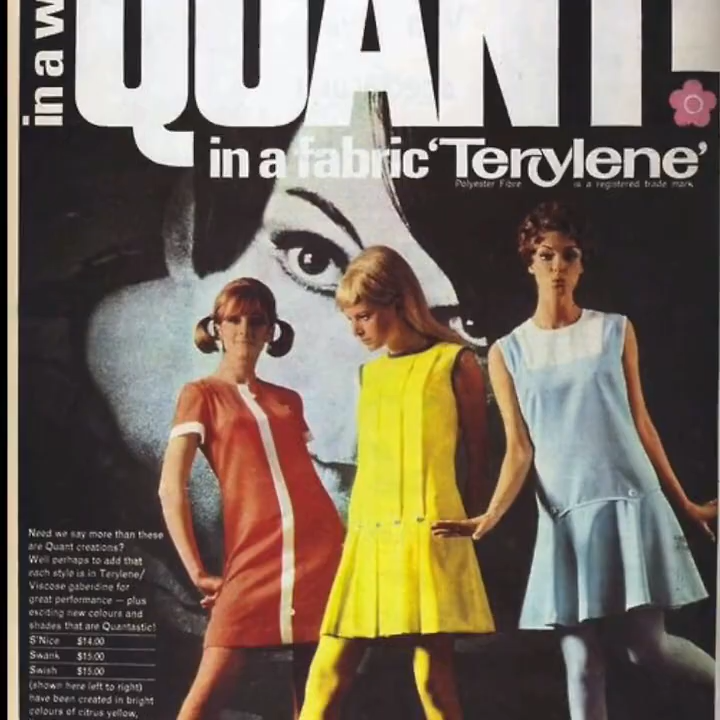 in a w
QUANT!
in a fabric ‘Terylene’
Polyester Fibre is a registered trade mark
Need we say more than these
are Quant creations?
Well perhaps to add that
each style is in Terylene/
Viscose gaberdine for
great performance — plus
exciting new colours and
shades that are Quantastic!
S'Nice $14.00
Swank $15.00
Swish $15.00
(shown here left to right)
have been created in bright
colours of citrus yellow,